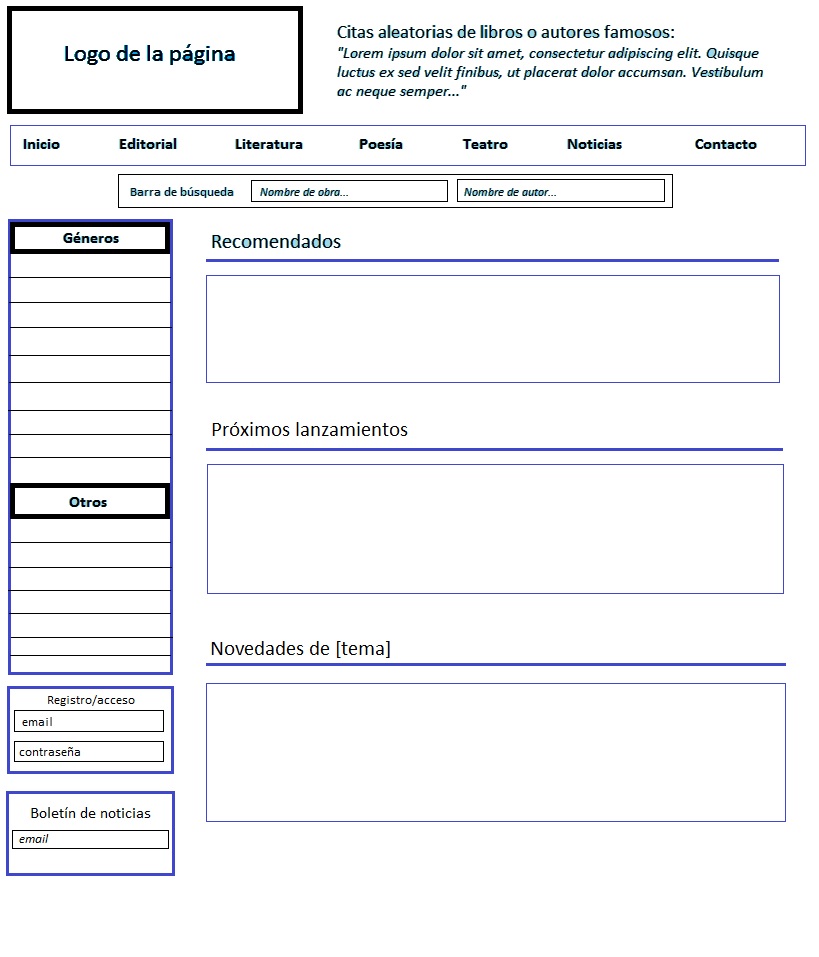 Logo de la página
Citas aleatorias de libros o autores famosos:
"Lorem ipsum dolor sit amet, consectetur adipiscing elit. Quisque
luctus ex sed velit finibus, ut placerat dolor accumsan. Vestibulum
ac neque semper..."
Inicio Editorial Literatura Poesía Teatro Noticias Contacto
Barra de búsqueda Nombre de obra... Nombre de autor...
Géneros
Otros
Registro/acceso
email
contraseña
Boletín de noticias
email
Recomendados
Próximos lanzamientos
Novedades de [tema]